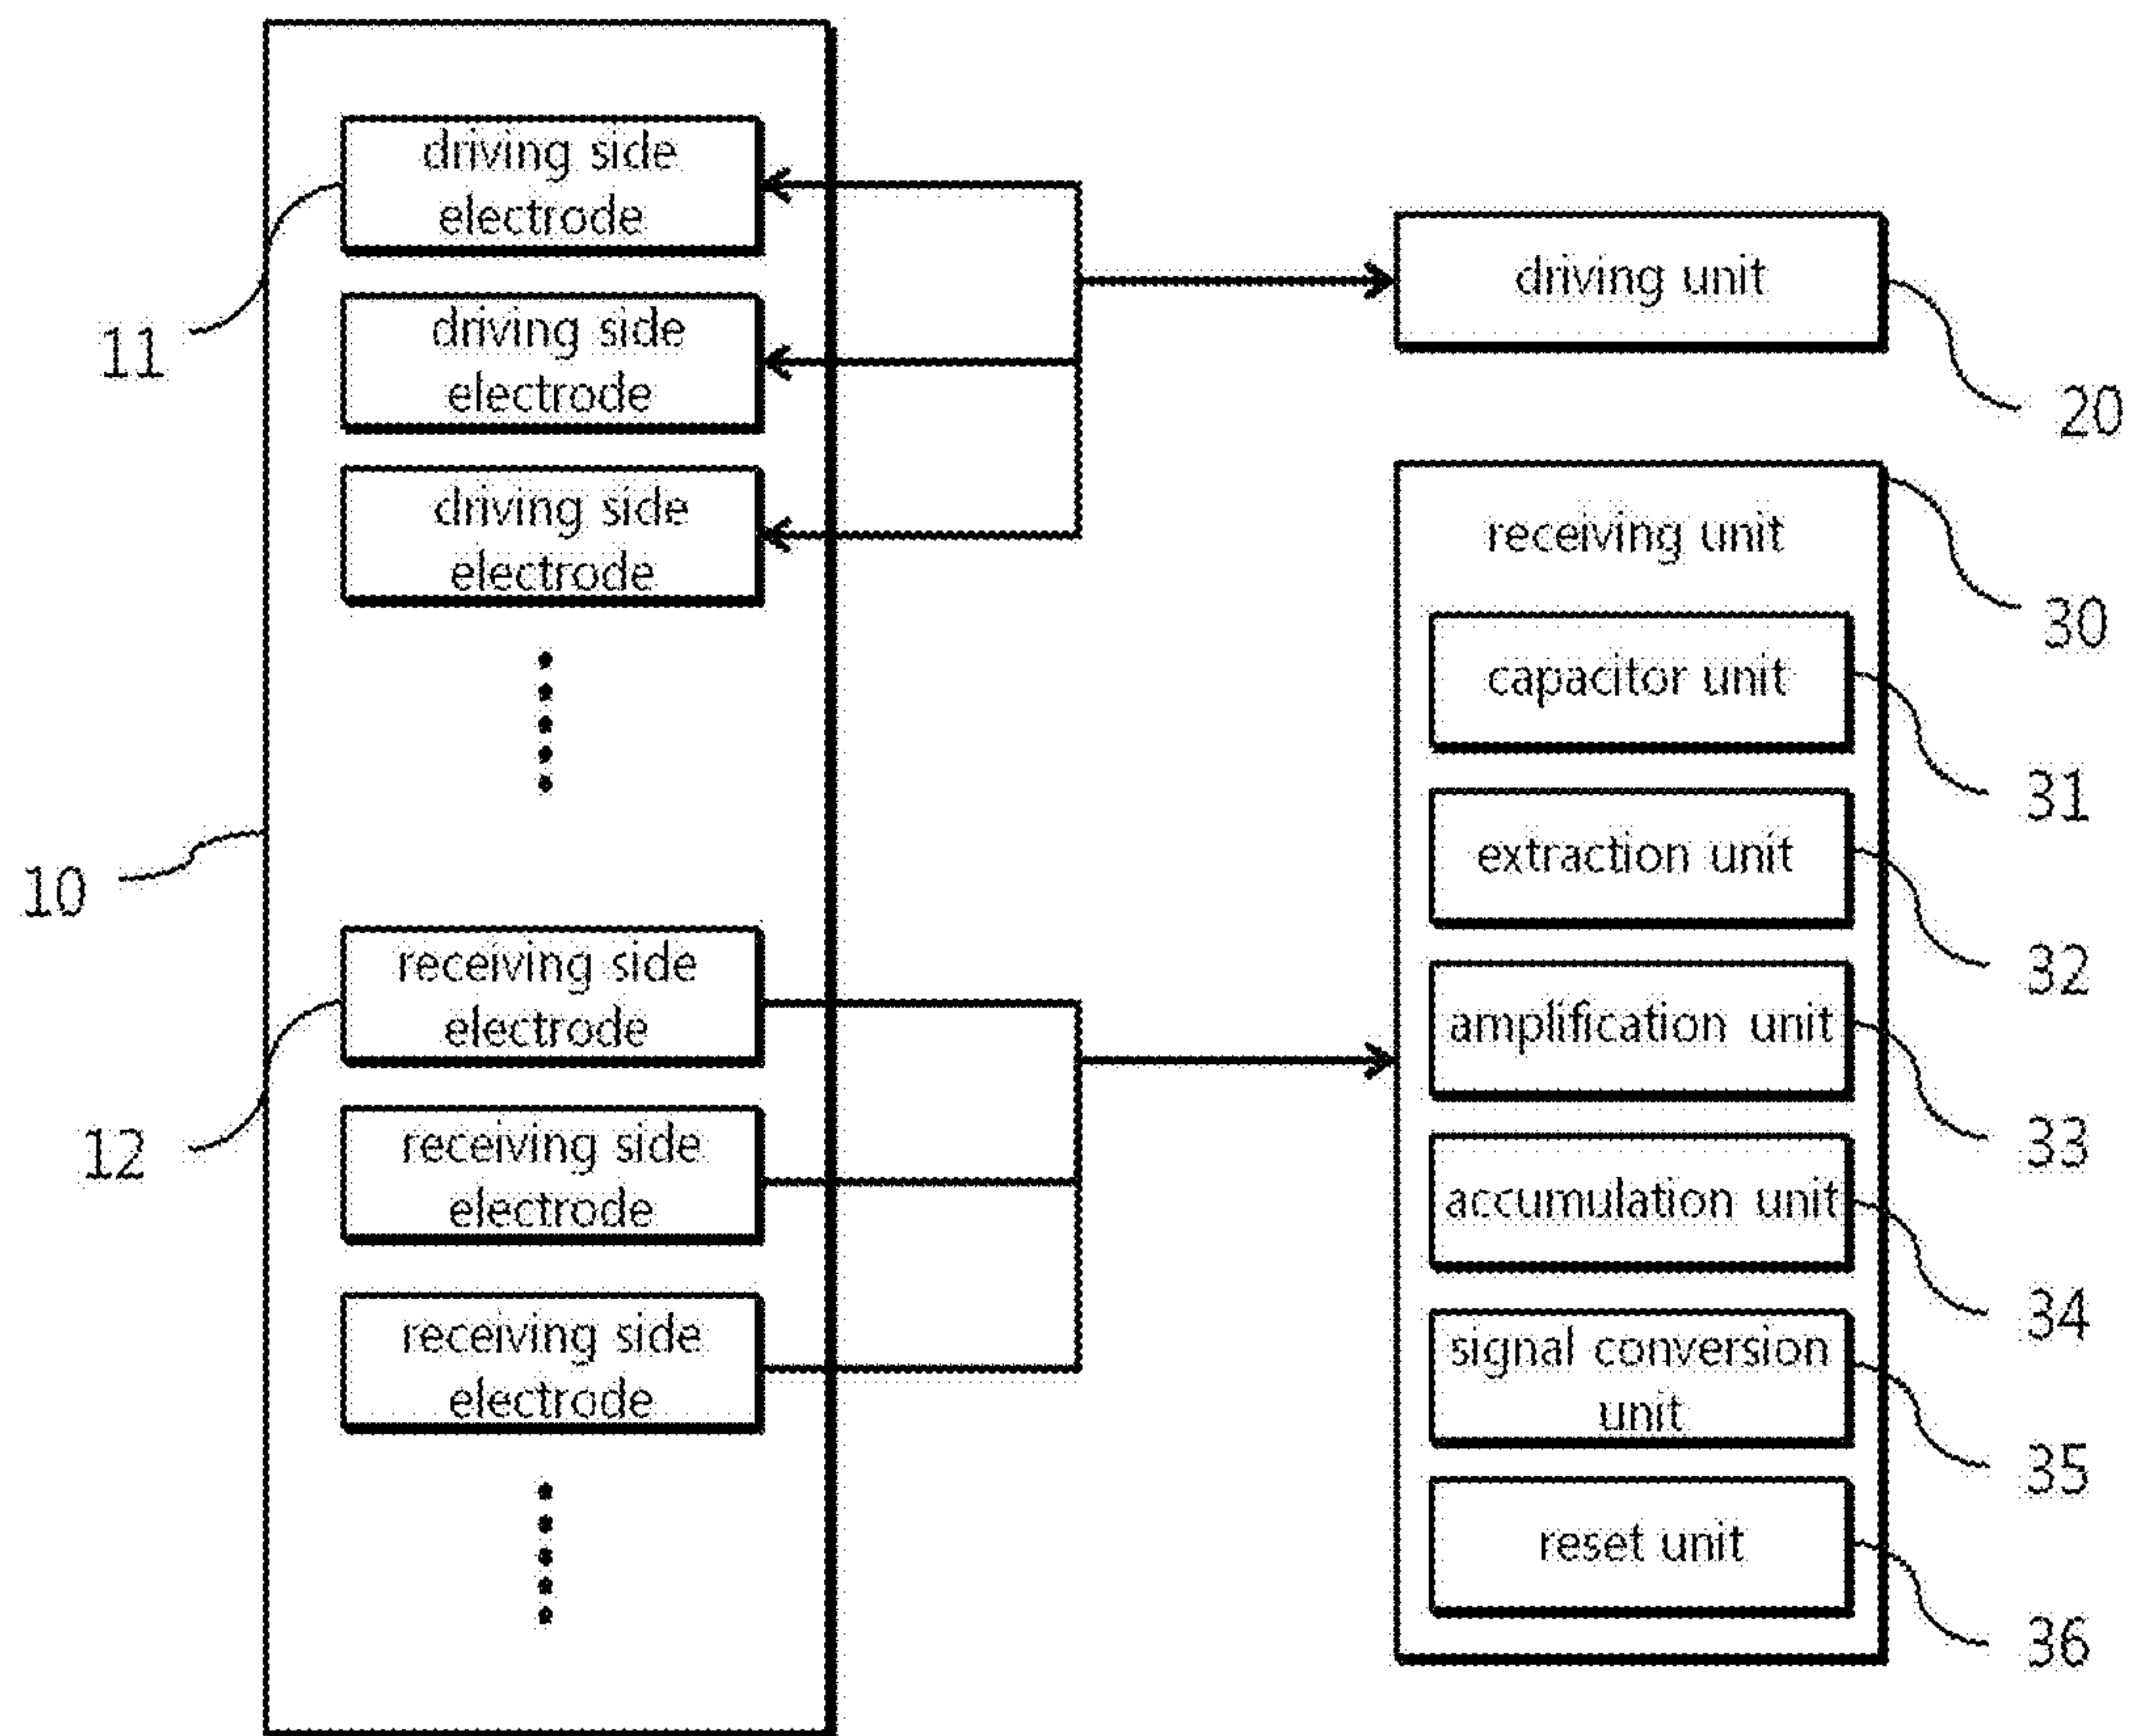 driving side
electrode
11
driving side
electrode
driving side
electrode
10
receiving side
electrode
12
receiving side
electrode
receiving side
electrode
driving unit
20
receiving unit
30
capacitor unit
31
extraction unit
32
amplification unit
33
accumulation unit
34
signal conversion
unit
35
reset unit
36